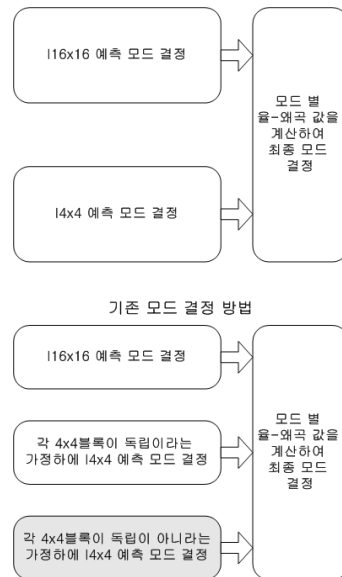 I16x16 예측 모드 결정
모드 별
율-왜곡 값을
계산하여
최종 모드
결정
I4x4 예측 모드 결정
기존 모드 결정 방법
I16x16 예측 모드 결정
각 4x4블록이 독립이라는
가정하에 I4x4 예측 모드 결정
모드 별
율-왜곡 값을
계산하여
최종 모드
결정
각 4x4블록이 독립이 아니라는
가정하에 I4x4 예측 모드 결정